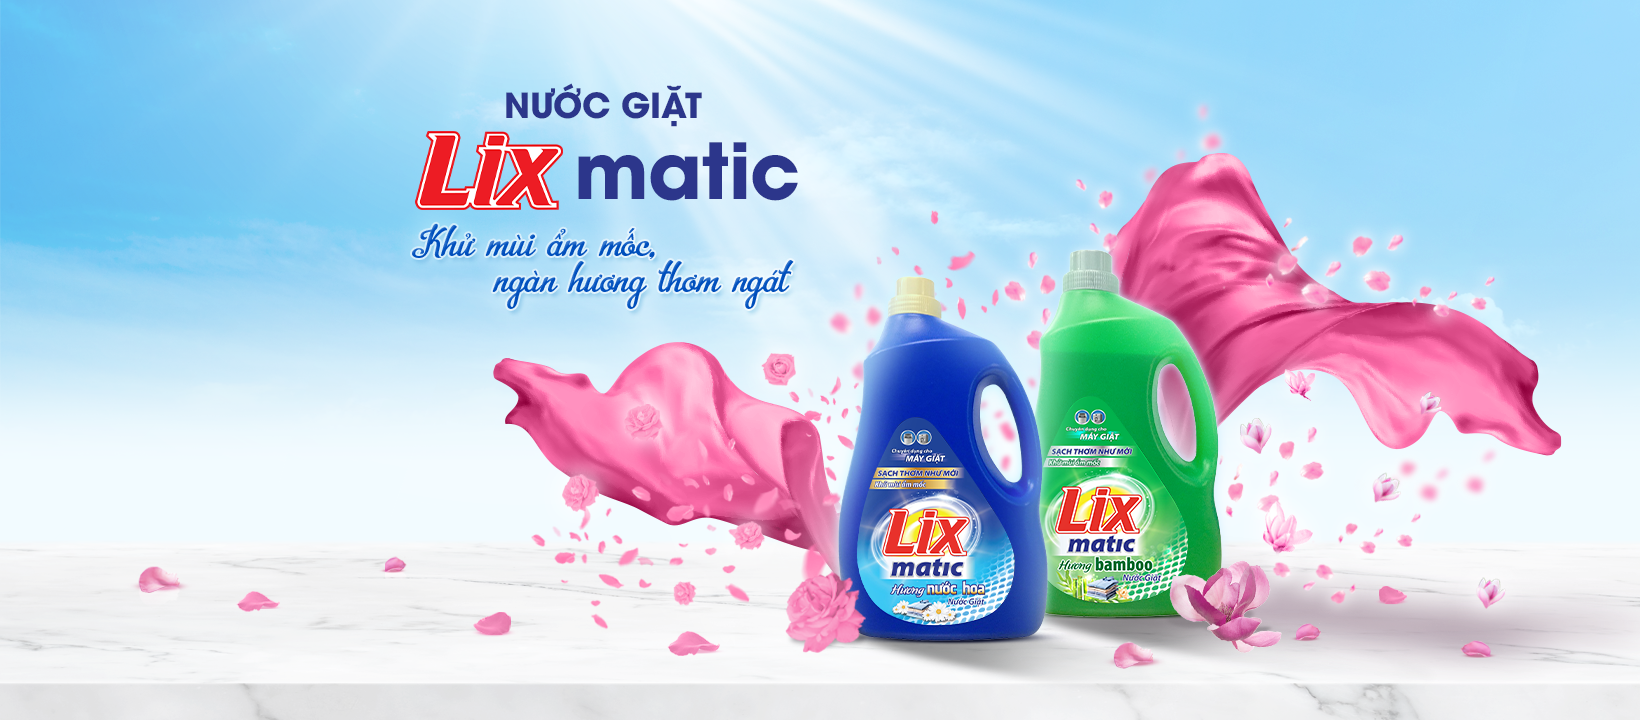 NƯỚC GIẶT
Lix matic
Khử mùi ẩm mốc,
ngàn hương thơm ngát
Chuyên dụng cho
MÁY GIẶT
SẠCH THƠM NHƯ MỚI
Khử mùi ẩm mốc
Lix
matic
Hương nước hoa
Nước Giặt
Chuyên dụng cho
MÁY GIẶT
SẠCH THƠM NHƯ MỚI
Khử mùi ẩm mốc
Lix
matic
Hương bamboo
Nước Giặt